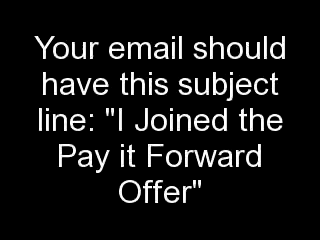 Your email should
have this subject
line: "I Joined the
Pay it Forward
Offer"